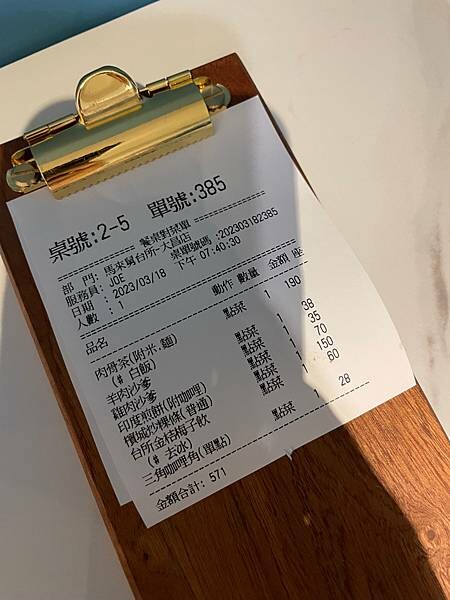 桌號:2-5 單號:385
餐桌對菜單
部 門: 馬來舅台所-大昌店
服務員: JOE 桌單號碼:202303182385
日期 : 2023/03/18 下午 07:40:30
人數 : 1
品名 動作 數量 金額 座
肉骨茶(附米.麵) 點菜 1 190
(# 白飯)
羊肉沙爹 點菜 1 38
雞肉沙爹 點菜 1 35
印度煎餅(附咖哩) 點菜 1 70
檳城炒粿條(普通) 點菜 1 150
台所金桔梅子飲 點菜 1 60
(# 去冰)
三角咖哩角(單點) 點菜 1 28
金額合計: 571